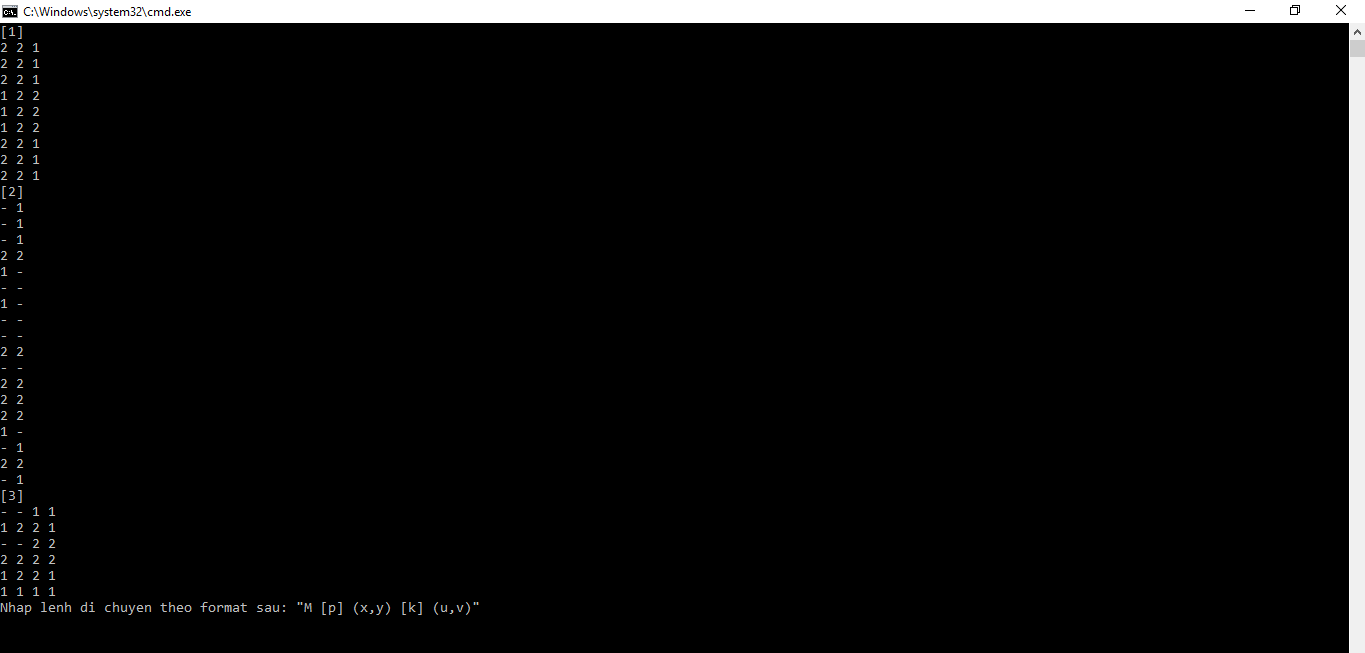 C:\Windows\system32\cmd.exe
[1]
2 2 1
2 2 1
2 2 1
1 2 2
1 2 2
1 2 2
2 2 1
2 2 1
2 2 1
[2]
- 1
- 1
- 1
2 2
1 -
- -
1 -
- -
- -
2 2
- -
2 2
2 2
2 2
1 -
- 1
2 2
- 1
[3]
- - 1 1
1 2 2 1
- - 2 2
2 2 2 2
1 2 2 1
1 1 1 1
Nhap lenh di chuyen theo format sau: "M [p] (x,y) [k] (u,v)"